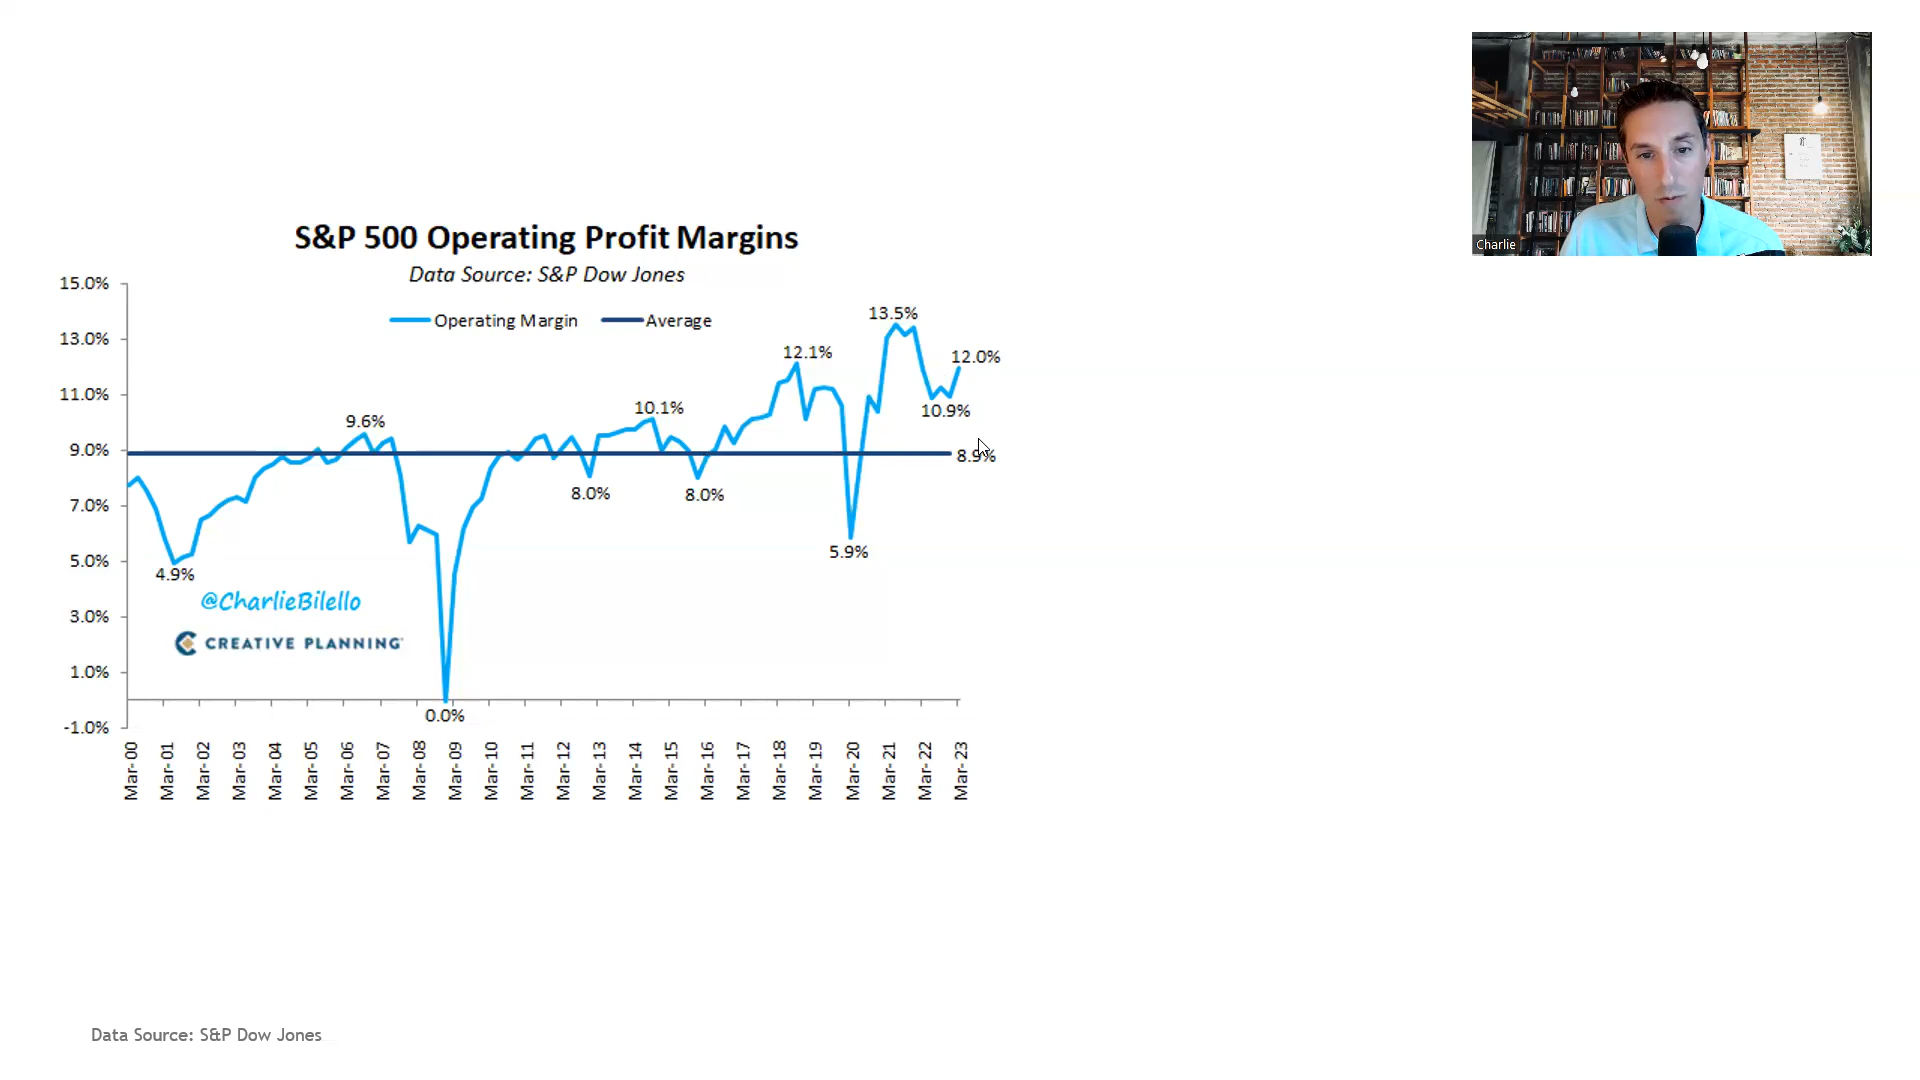 Charlie
S&P 500 Operating Profit Margins
Data Source: S&P Dow Jones
Operating Margin
Average
15.0%
13.0%
11.0%
9.0%
7.0%
5.0%
3.0%
1.0%
-1.0%
4.9%
9.6%
0.0%
8.0%
10.1%
8.0%
12.1%
5.9%
13.5%
10.9%
12.0%
8.9%
@CharlieBilello
CREATIVE PLANNING
Mar-00
Mar-01
Mar-02
Mar-03
Mar-04
Mar-05
Mar-06
Mar-07
Mar-08
Mar-09
Mar-10
Mar-11
Mar-12
Mar-13
Mar-14
Mar-15
Mar-16
Mar-17
Mar-18
Mar-19
Mar-20
Mar-21
Mar-22
Mar-23
Data Source: S&P Dow Jones